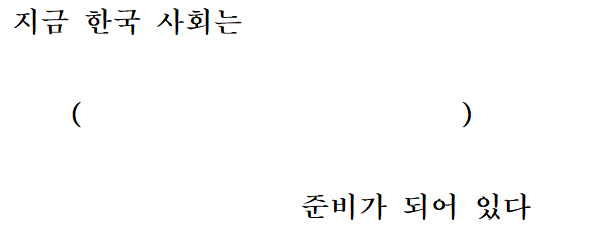 지금 한국 사회는
(                    )
준비가 되어 있다